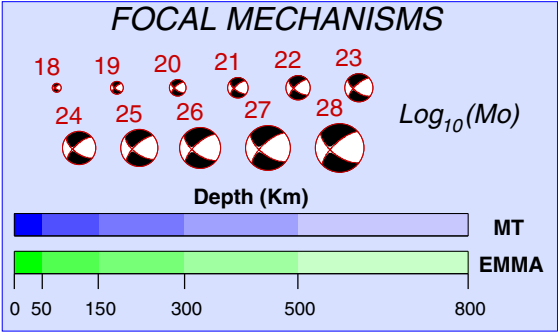 FOCAL MECHANISMS
18 19 20 21 22 23
24 25 26 27 28
Log10(Mo)
Depth (Km)
MT
EMMA
0 50 150 300 500 800